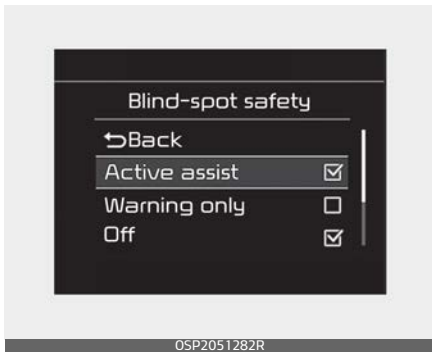 Blind-spot safety
Back
Active assist
Warning only
Off
OSP2051282R